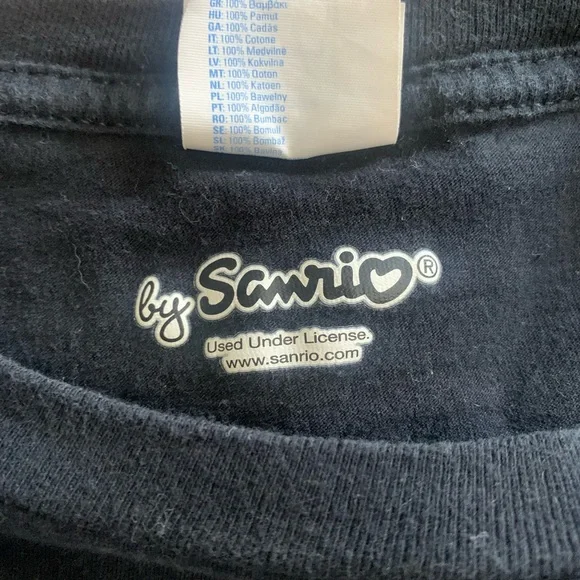 GR: 100% Βαμβάκι
HU: 100% Pamut
GA: 100% Cadás
IT: 100% Cotone
LT: 100% Medvilnė
LV: 100% Kokvilna
MT: 100% Qoton
NL: 100% Katoen
PL: 100% Bawełny
PT: 100% Algodão
RO: 100% Bumbac
SE: 100% Bomull
SL: 100% Bombaž
by Sanrio®
Used Under License.
www.sanrio.com